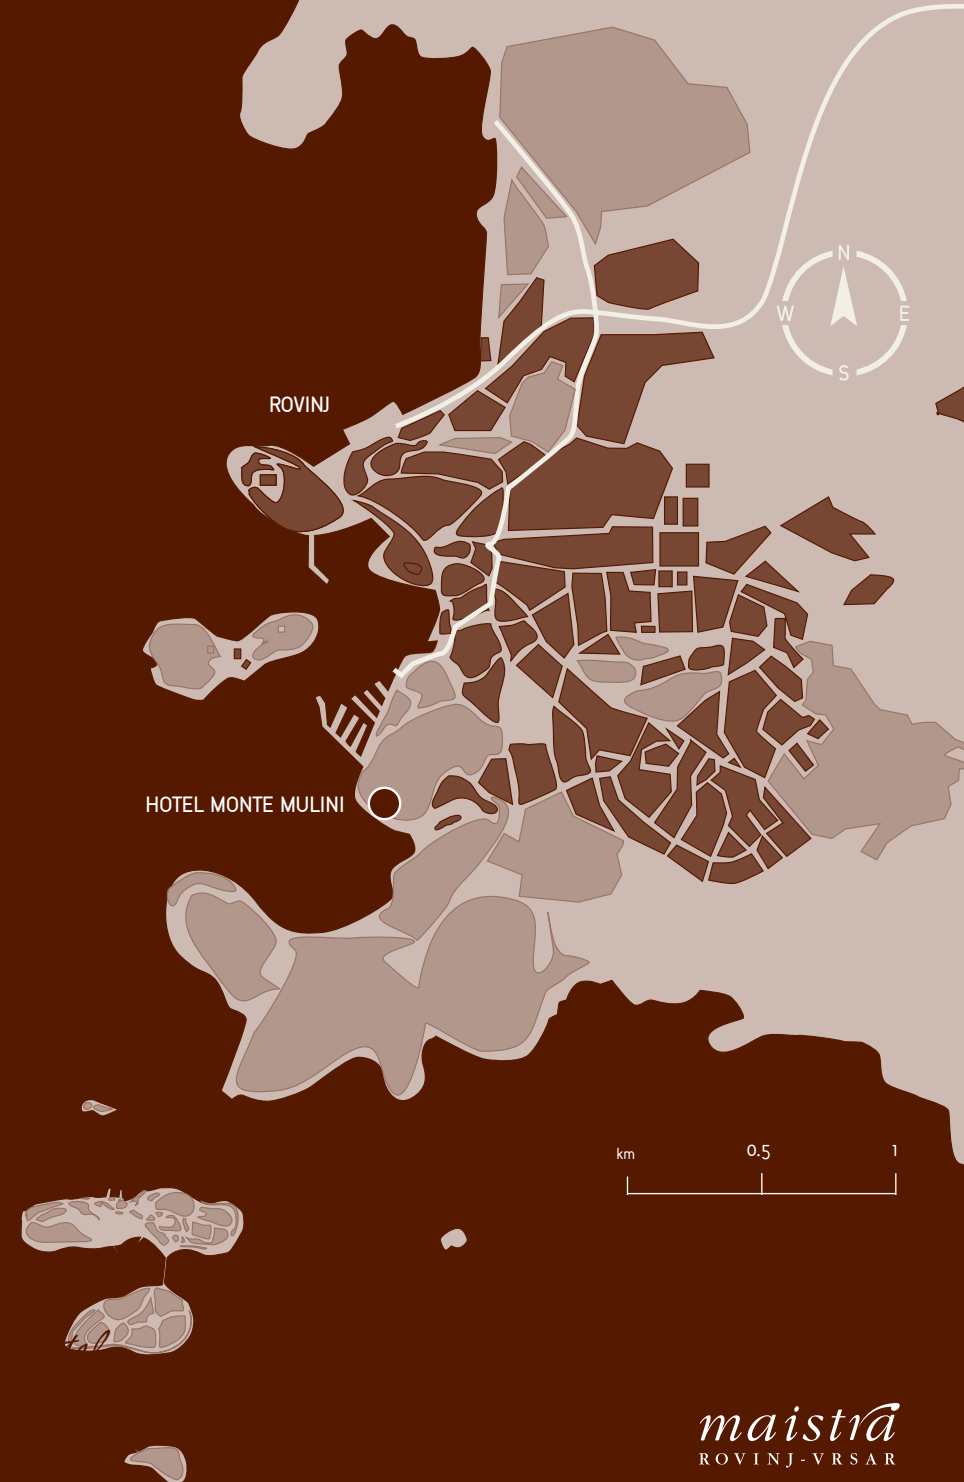 N
W E
S
ROVINJ
HOTEL MONTE MULINI
km 0.5 1
maistra
ROVINJ-VRSAR